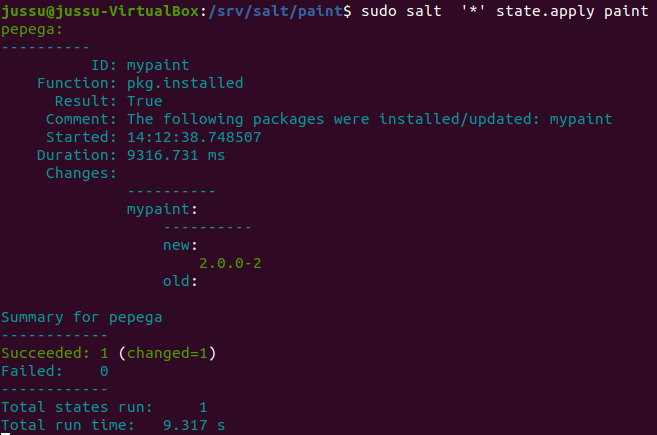 jussu@jussu-VirtualBox:/srv/salt/paint$ sudo salt  '*' state.apply paint
pepega:
----------
          ID: mypaint
    Function: pkg.installed
      Result: True
     Comment: The following packages were installed/updated: mypaint
     Started: 14:12:38.748507
    Duration: 9316.731 ms
     Changes:
              ----------
              mypaint:
                  ----------
                  new:
                      2.0.0-2
                  old:

Summary for pepega
------------
Succeeded: 1 (changed=1)
Failed:    0
------------
Total states run:     1
Total run time:   9.317 s